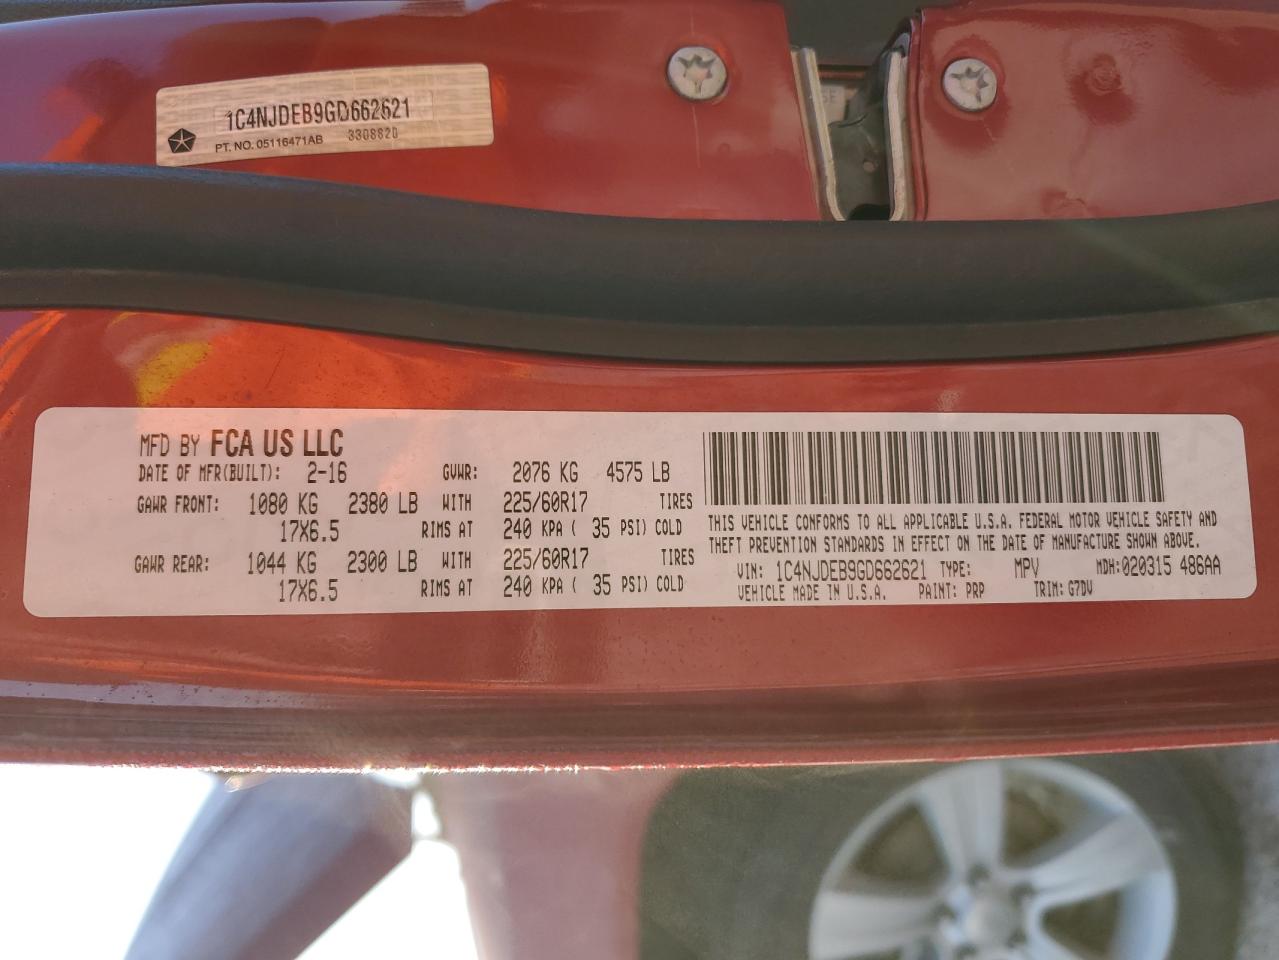 1C4NJDEB9GD662621
PT. NO. 05116471AB 3308820
MFD BY FCA US LLC
DATE OF MFR(BUILT): 2-16 GVWR: 2076 KG 4575 LB
GAWR FRONT: 1080 KG 2380 LB WITH 225/60R17 TIRES
17X6.5 RIMS AT 240 KPA ( 35 PSI) COLD
GAWR REAR: 1044 KG 2300 LB WITH 225/60R17 TIRES
17X6.5 RIMS AT 240 KPA ( 35 PSI) COLD
THIS VEHICLE CONFORMS TO ALL APPLICABLE U.S.A. FEDERAL MOTOR VEHICLE SAFETY AND
THEFT PREVENTION STANDARDS IN EFFECT ON THE DATE OF MANUFACTURE SHOWN ABOVE.
VIN: 1C4NJDEB9GD662621 TYPE: MPV MDH:020315 486AA
VEHICLE MADE IN U.S.A. PAINT: PRP TRIM: G7DV